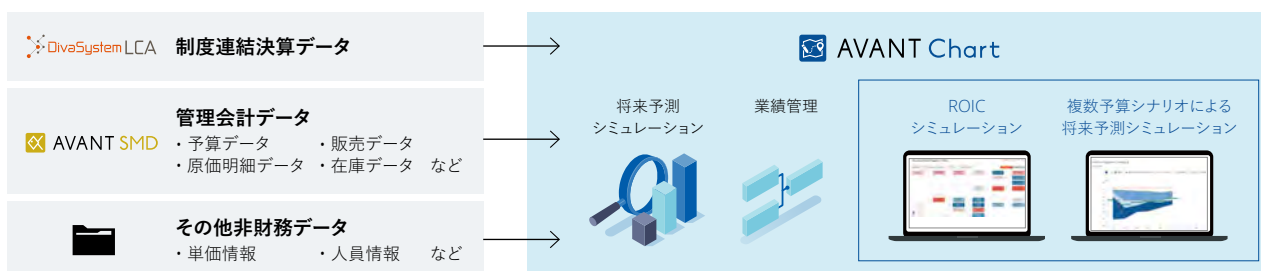 DivaSystem LCA 制度連結決算データ
AVANT SMD
管理会計データ
・予算データ ・販売データ
・原価明細データ ・在庫データ など
その他非財務データ
・単価情報 ・人員情報 など
AVANT Chart
将来予測
シミュレーション
業績管理
ROIC
シミュレーション
複数予算シナリオによる
将来予測シミュレーション